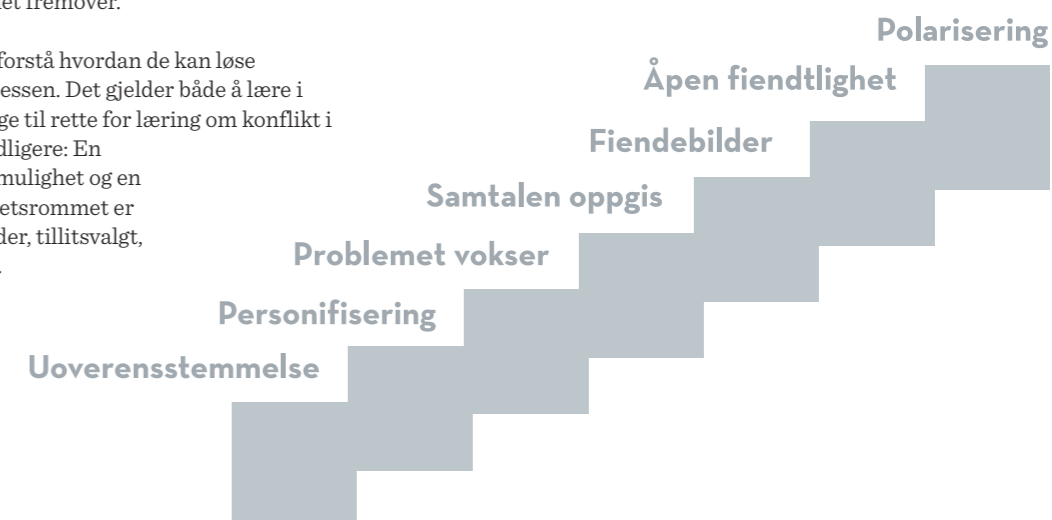 et fremover.
forstå hvordan de kan løse
essen. Det gjelder både å lære i
ge til rette for læring om konflikt i
dligere: En
mulighet og en
etsrommet er
der, tillitsvalgt,
Polarisering
Åpen fiendtlighet
Fiendebilder
Samtalen oppgis
Problemet vokser
Personifisering
Uoverensstemmelse